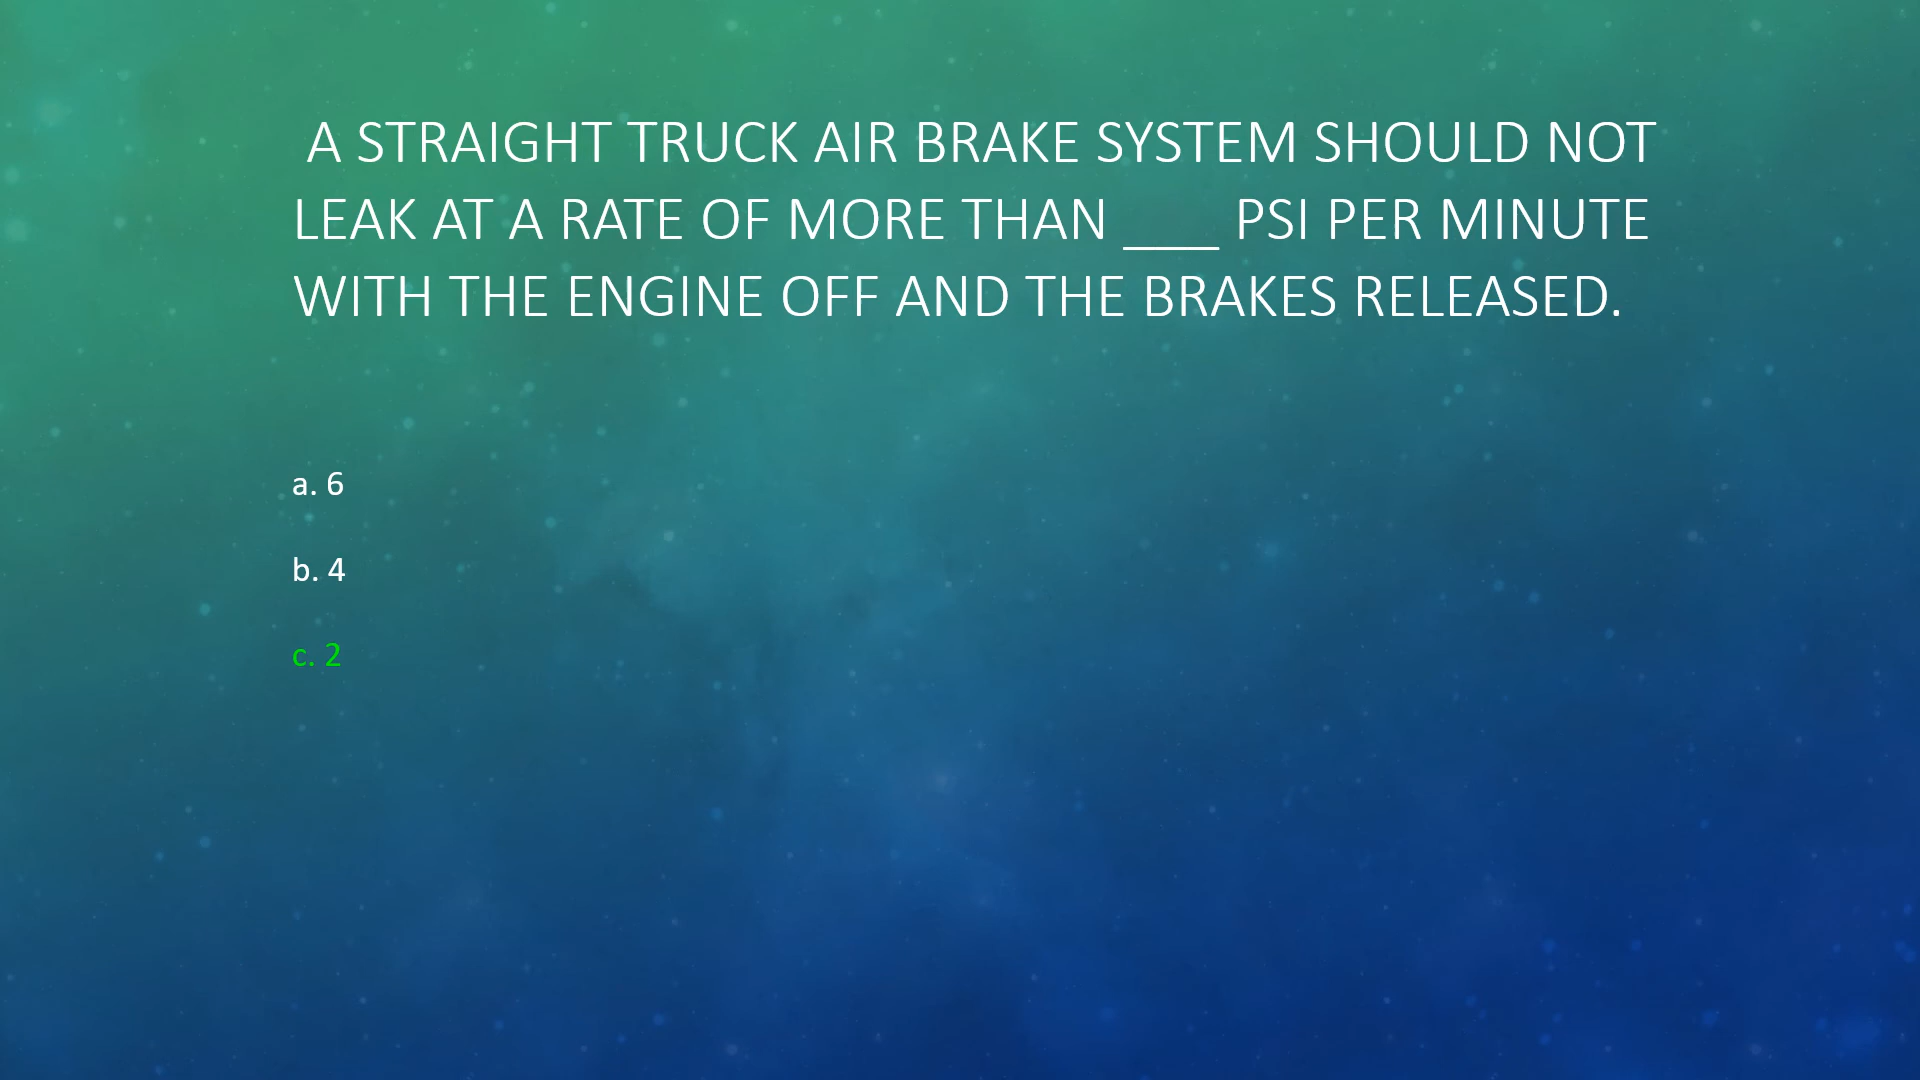 A STRAIGHT TRUCK AIR BRAKE SYSTEM SHOULD NOT
LEAK AT A RATE OF MORE THAN ____ PSI PER MINUTE
WITH THE ENGINE OFF AND THE BRAKES RELEASED.
a. 6
b. 4
c. 2